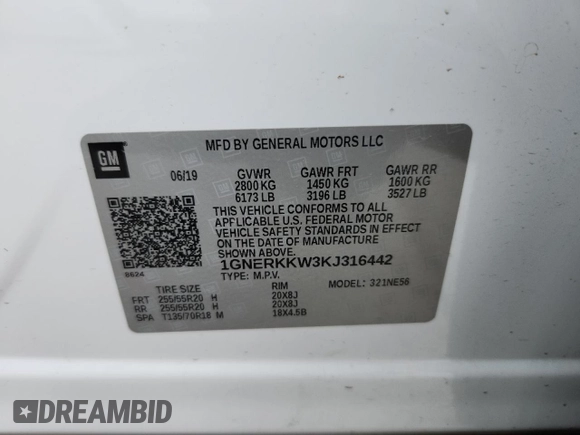 GM
MFD BY GENERAL MOTORS LLC
06/19 GVWR GAWR FRT GAWR RR
2800 KG 1450 KG 1600 KG
6173 LB 3196 LB 3527 LB
THIS VEHICLE CONFORMS TO ALL
APPLICABLE U.S. FEDERAL MOTOR
VEHICLE SAFETY STANDARDS IN EFFECT
ON THE DATE OF MANUFACTURE
SHOWN ABOVE.
1GNERKKW3KJ316442
8624 TYPE: M.P.V. MODEL: 321NE56
TIRE SIZE RIM
FRT 255/55R20 H 20X8J
RR 255/55R20 H 20X8J
SPA T135/70R18 M 18X4.5B
DREAMBID